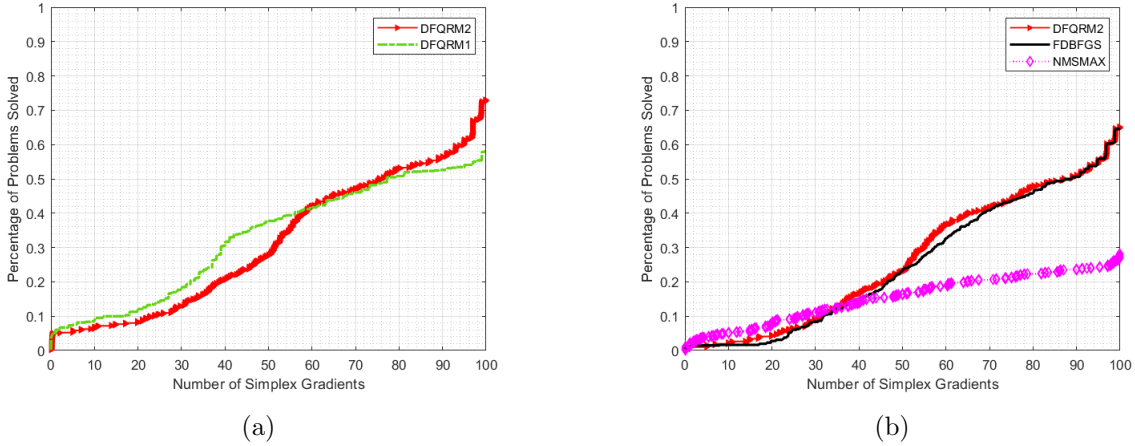 DFQRM2
DFQRM1
Percentage of Problems Solved
1
0.9
0.8
0.7
0.6
0.5
0.4
0.3
0.2
0.1
0
0 10 20 30 40 50 60 70 80 90 100
Number of Simplex Gradients
(a)
DFQRM2
FDBFGS
NMSMAX
Percentage of Problems Solved
1
0.9
0.8
0.7
0.6
0.5
0.4
0.3
0.2
0.1
0
0 10 20 30 40 50 60 70 80 90 100
Number of Simplex Gradients
(b)